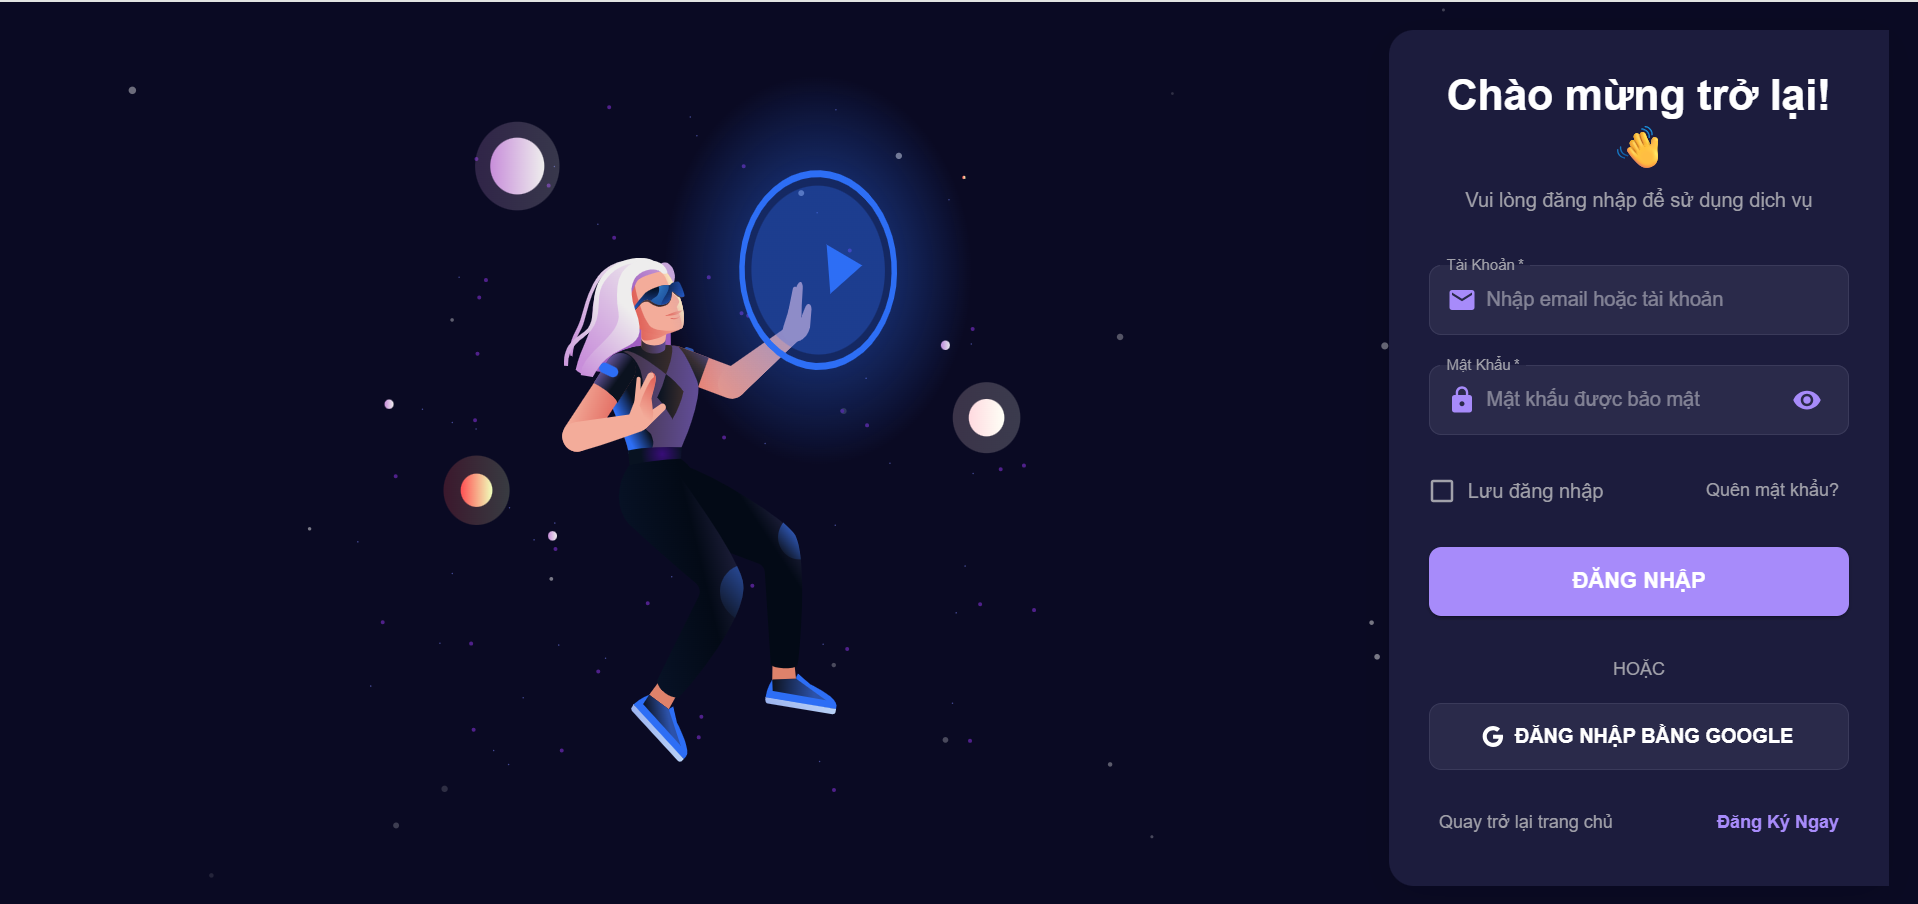 Chào mừng trở lại!
👋
Vui lòng đăng nhập để sử dụng dịch vụ
Tài Khoản *
Nhập email hoặc tài khoản
Mật Khẩu *
Mật khẩu được bảo mật
Lưu đăng nhập
Quên mật khẩu?
ĐĂNG NHẬP
HOẶC
ĐĂNG NHẬP BẰNG GOOGLE
Quay trở lại trang chủ
Đăng Ký Ngay